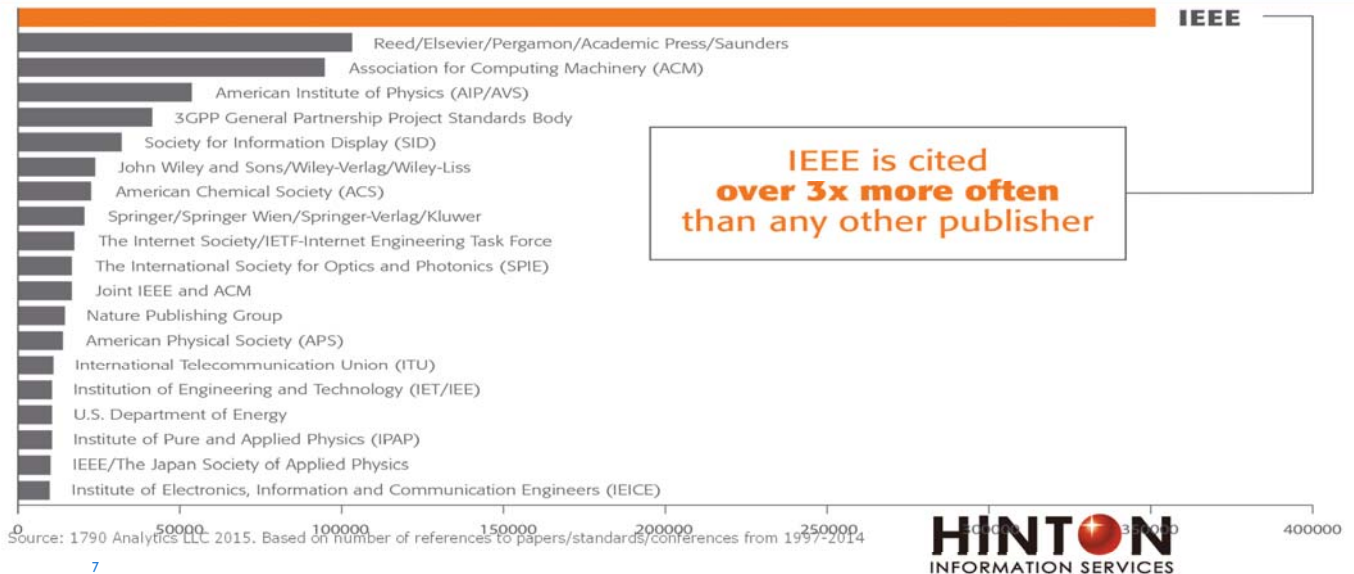 IEEE
Reed/Elsevier/Pergamon/Academic Press/Saunders
Association for Computing Machinery (ACM)
American Institute of Physics (AIP/AVS)
3GPP General Partnership Project Standards Body
Society for Information Display (SID)
John Wiley and Sons/Wiley-Verlag/Wiley-Liss
American Chemical Society (ACS)
Springer/Springer Wien/Springer-Verlag/Kluwer
The Internet Society/IETF-Internet Engineering Task Force
The International Society for Optics and Photonics (SPIE)
Joint IEEE and ACM
Nature Publishing Group
American Physical Society (APS)
International Telecommunication Union (ITU)
Institution of Engineering and Technology (IET/IEE)
U.S. Department of Energy
Institute of Pure and Applied Physics (IPAP)
IEEE/The Japan Society of Applied Physics
Institute of Electronics, Information and Communication Engineers (IEICE)
IEEE is cited
over 3x more often
than any other publisher
0 50000 100000 150000 200000 250000 300000 350000 400000
Source: 1790 Analytics LLC 2015. Based on number of references to papers/standards/conferences from 1997-2014
HINTON
INFORMATION SERVICES
7